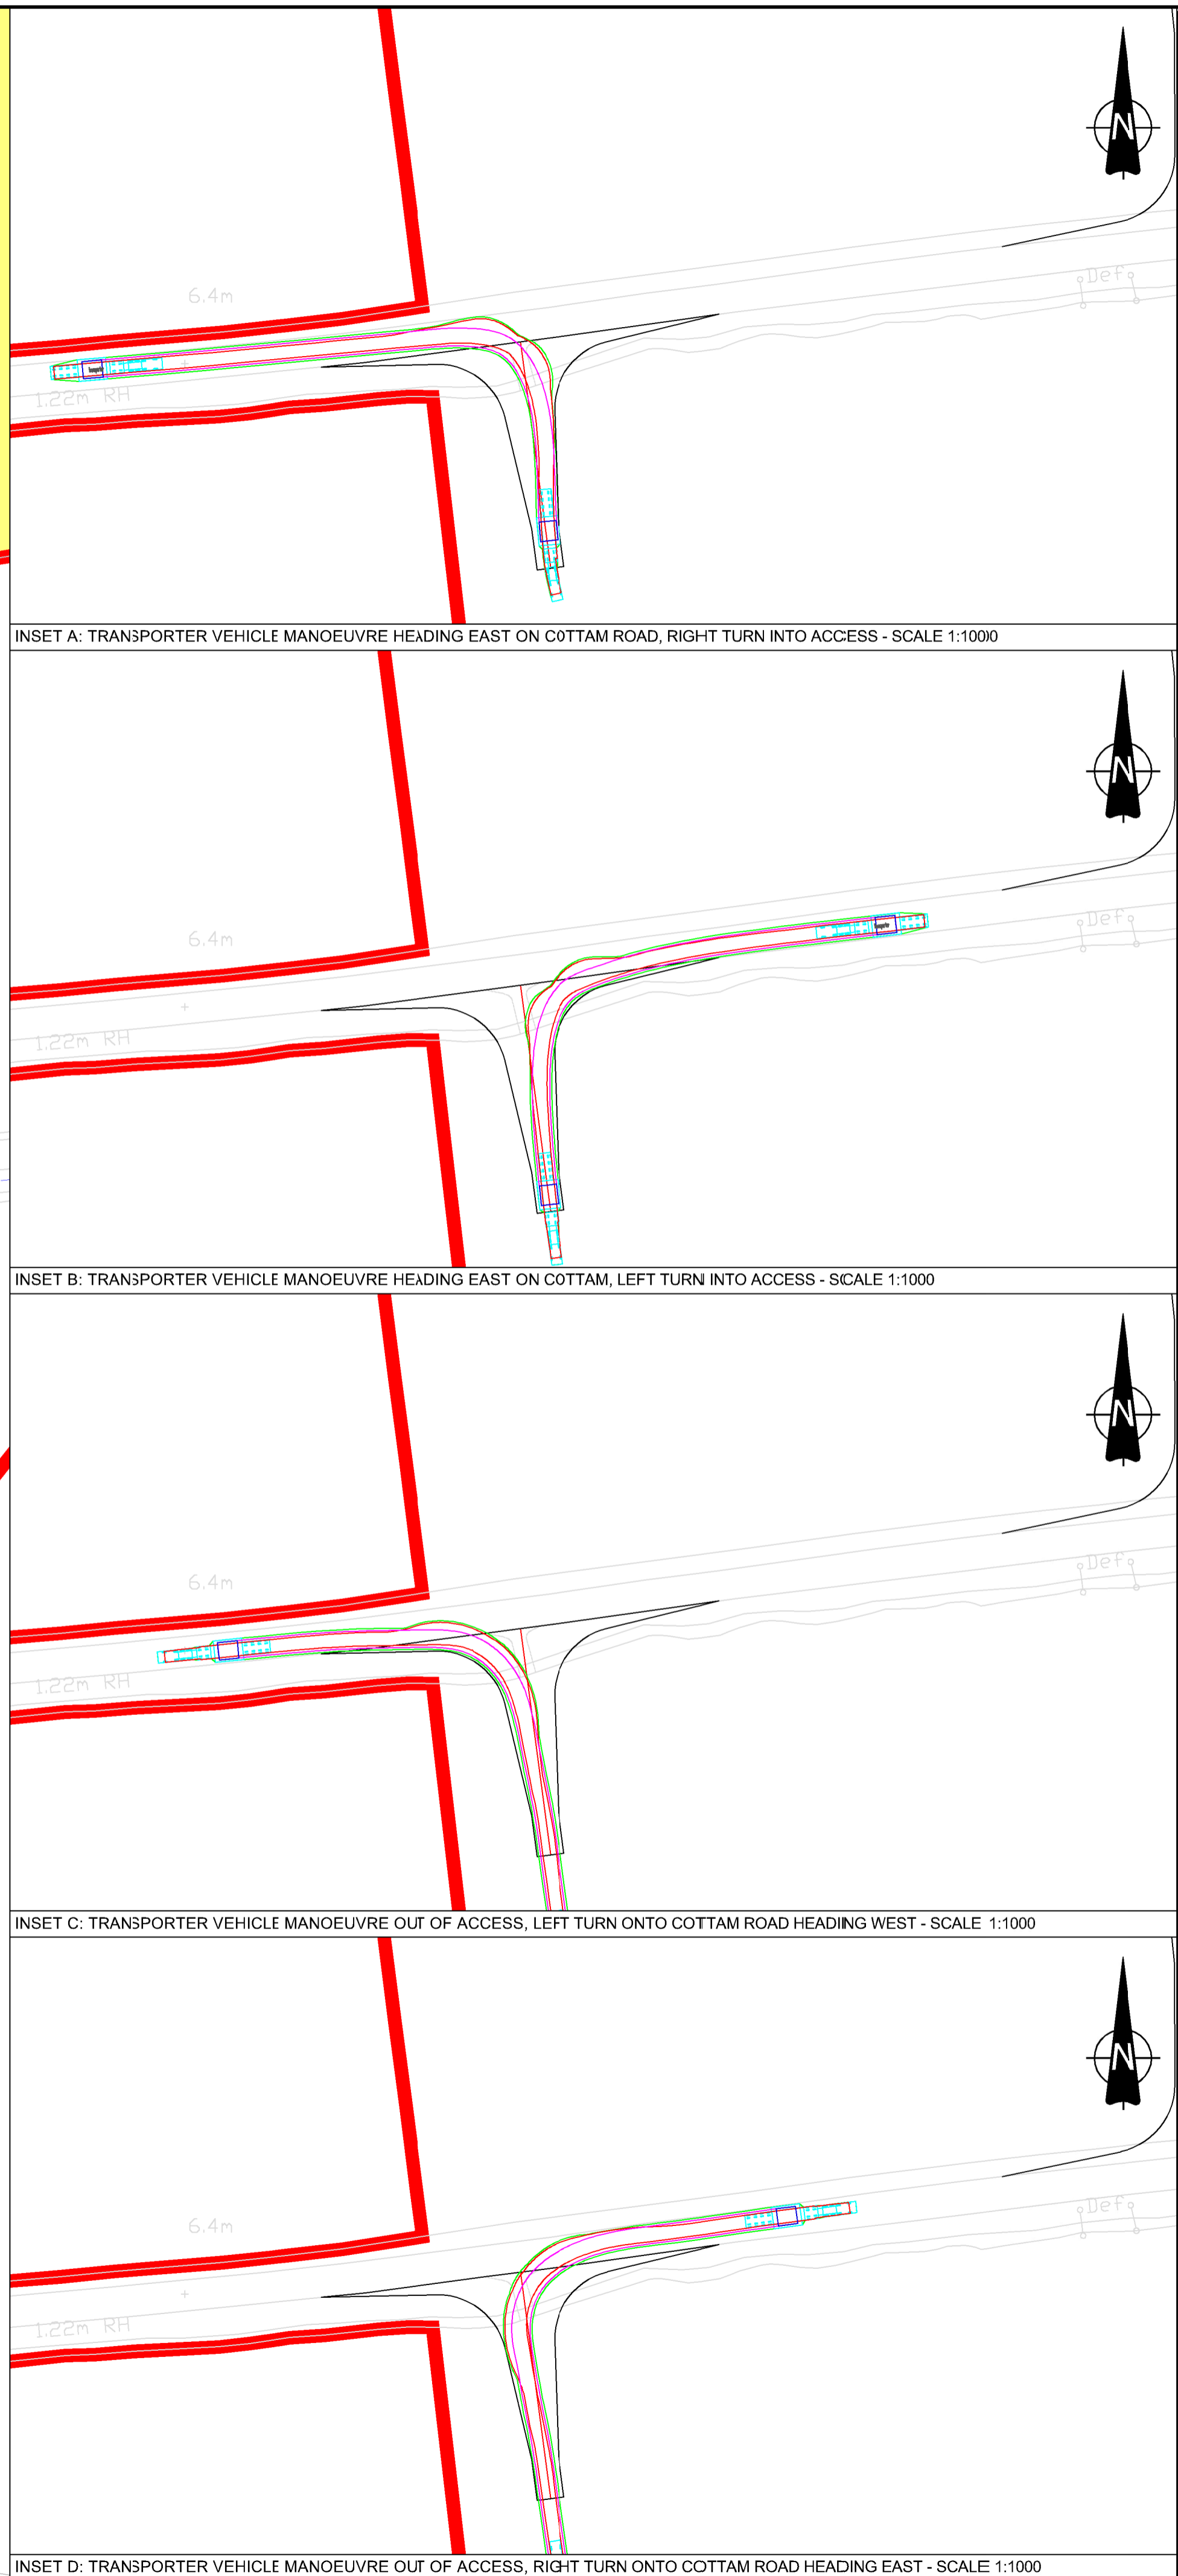 N
6.4m
Def
1.22m RH
INSET A: TRANSPORTER VEHICLE MANOEUVRE HEADING EAST ON COTTAM ROAD, RIGHT TURN INTO ACCESS - SCALE 1:1000
N
6.4m
Def
1.22m RH
INSET B: TRANSPORTER VEHICLE MANOEUVRE HEADING EAST ON COTTAM, LEFT TURN INTO ACCESS - SCALE 1:1000
N
6.4m
Def
1.22m RH
INSET C: TRANSPORTER VEHICLE MANOEUVRE OUT OF ACCESS, LEFT TURN ONTO COTTAM ROAD HEADING WEST - SCALE 1:1000
N
6.4m
Def
1.22m RH
INSET D: TRANSPORTER VEHICLE MANOEUVRE OUT OF ACCESS, RIGHT TURN ONTO COTTAM ROAD HEADING EAST - SCALE 1:1000